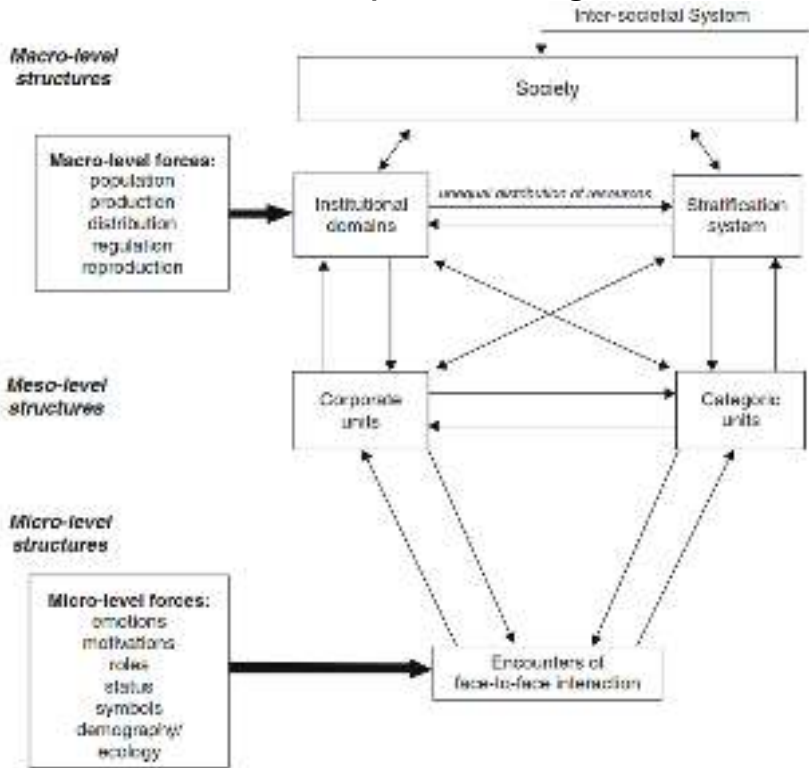 Inter-societal System
Macro-level
structures
Society
Macro-level forces:
population
production
distribution
regulation
reproduction
Institutional
domains
unequal distribution of resources
Stratification
system
Meso-level
structures
Corporate
units
Categoric
units
Micro-level
structures
Micro-level forces:
emotions
motivations
roles
status
symbols
demography/
ecology
Encounters of
face-to-face interaction